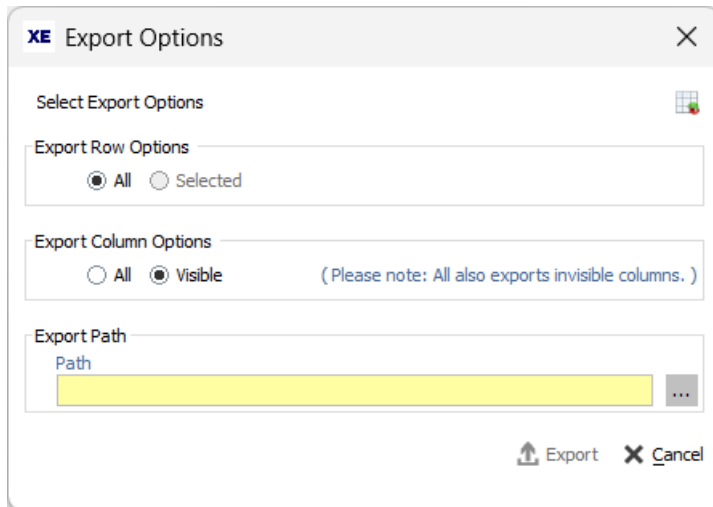 XE Export Options
Select Export Options
Export Row Options
All Selected
Export Column Options
All Visible (Please note: All also exports invisible columns. )
Export Path
Path
...
Export Cancel